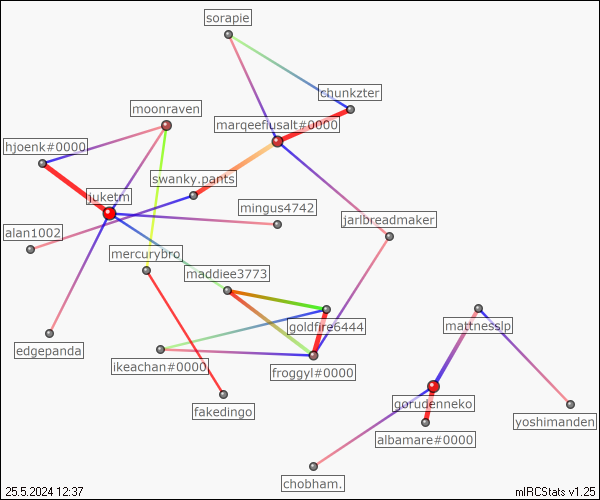 sorapie
chunkzter
moonraven
marqeefiusalt#0000
hjoenk#0000
swanky.pants
juketm
mingus4742
jarlbreadmaker
alan1002
mercurybro
maddiee3773
goldfire6444
mattnesslp
edgepanda
ikeachan#0000
froggyl#0000
gorudenneko
fakedingo
yoshimanden
albamare#0000
chobham.
25.5.2024 12:37
mIRCStats v1.25